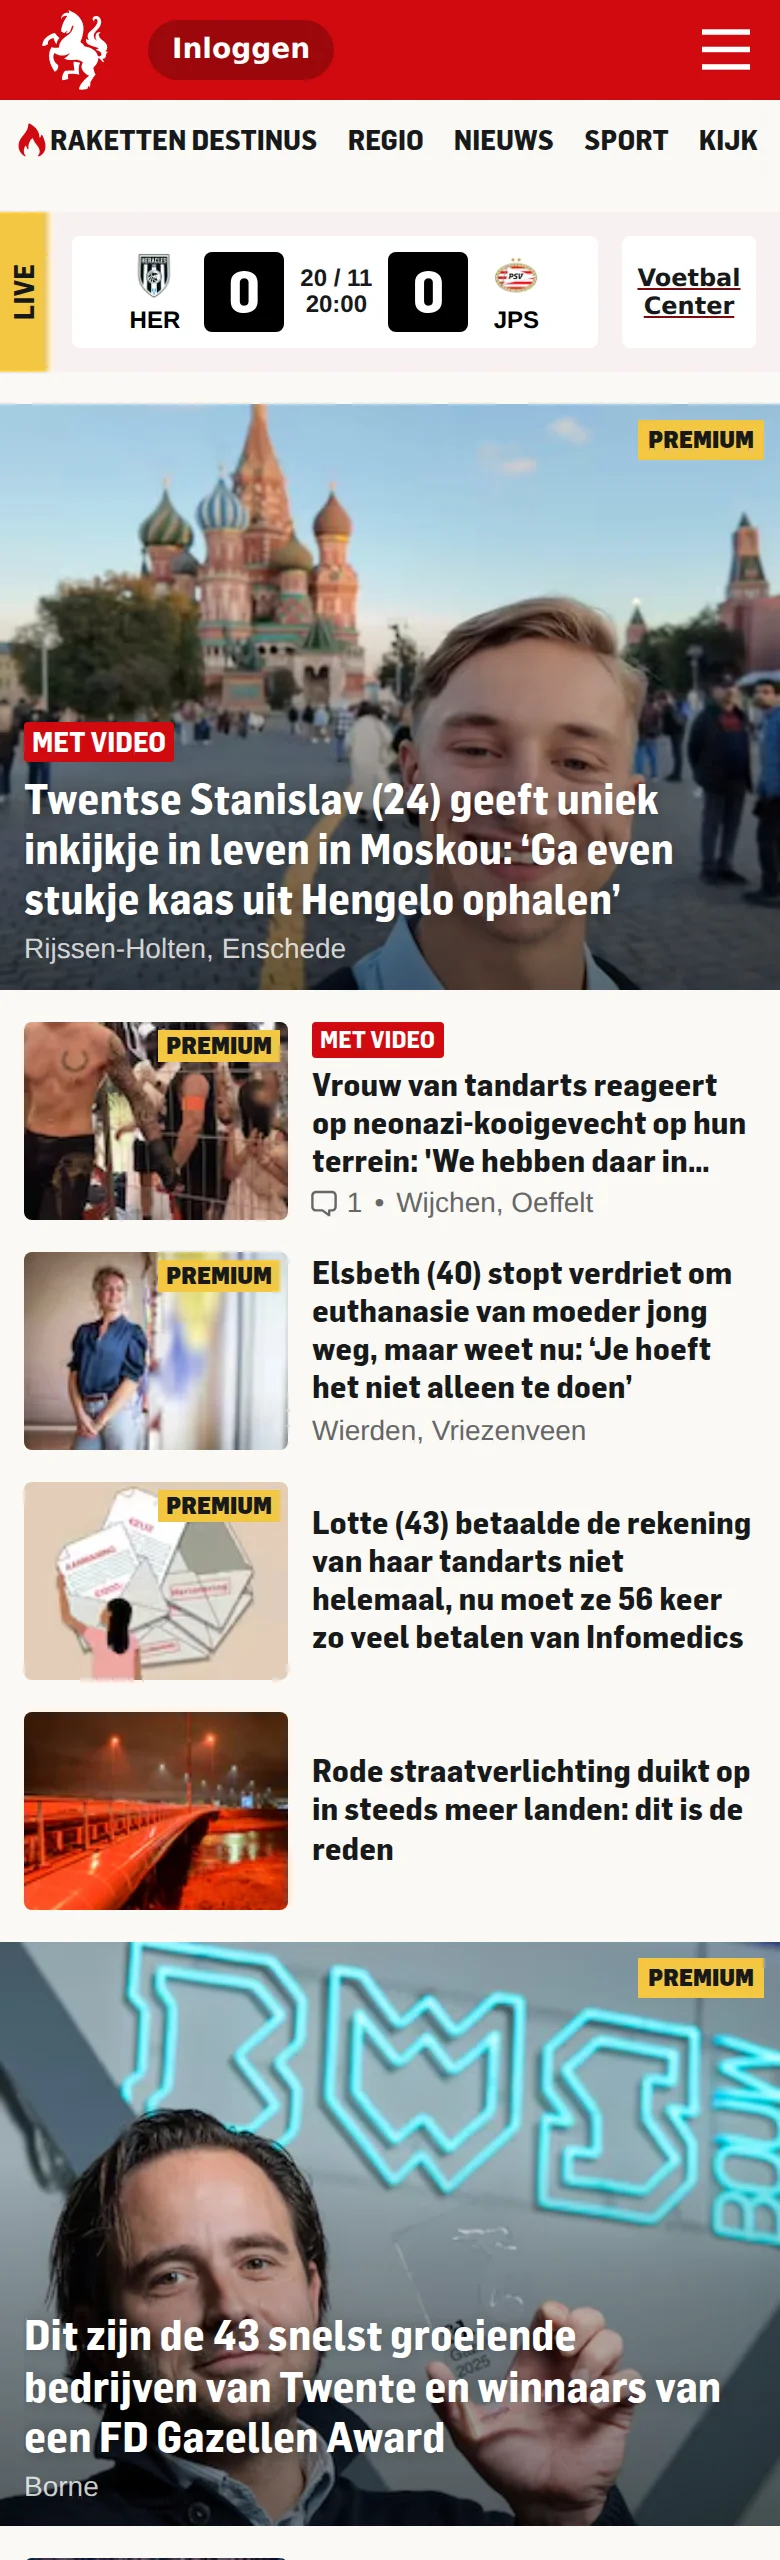 Inloggen
RAKETTEN DESTINUS REGIO NIEUWS SPORT KIJK
LIVE
HERACLES
HER
0
20 / 11
20:00
0
PSV
JPS
Voetbal
Center
PREMIUM
MET VIDEO
Twentse Stanislav (24) geeft uniek
inkijkje in leven in Moskou: ‘Ga even
stukje kaas uit Hengelo ophalen’
Rijssen-Holten, Enschede
PREMIUM
MET VIDEO
Vrouw van tandarts reageert
op neonazi-kooigevecht op hun
terrein: 'We hebben daar in...
1 • Wijchen, Oeffelt
PREMIUM
Elsbeth (40) stopt verdriet om
euthanasie van moeder jong
weg, maar weet nu: ‘Je hoeft
het niet alleen te doen’
Wierden, Vriezenveen
PREMIUM
AANMANING
Lotte (43) betaalde de rekening
van haar tandarts niet
helemaal, nu moet ze 56 keer
zo veel betalen van Infomedics
Rode straatverlichting duikt op
in steeds meer landen: dit is de
reden
PREMIUM
BWS
BOUW
2025
Dit zijn de 43 snelst groeiende
bedrijven van Twente en winnaars van
een FD Gazellen Award
Borne